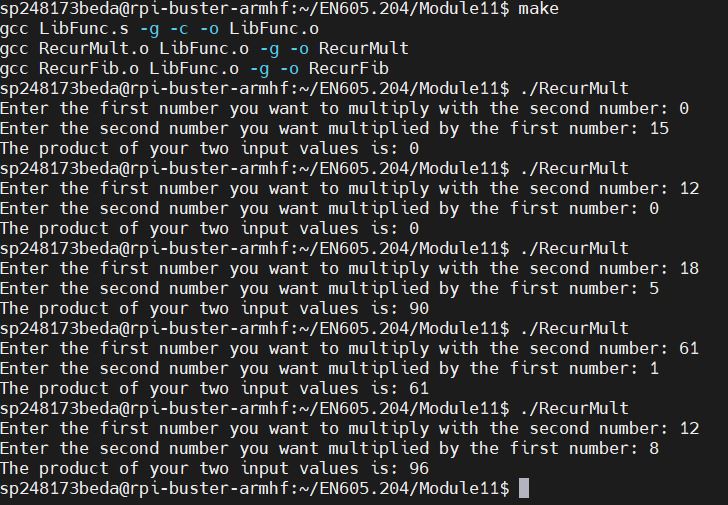 sp248173beda@rpi-buster-armhf:~/EN605.204/Module11$ make
gcc LibFunc.s -g -c -o LibFunc.o
gcc RecurMult.o LibFunc.o -g -o RecurMult
gcc RecurFib.o LibFunc.o -g -o RecurFib
sp248173beda@rpi-buster-armhf:~/EN605.204/Module11$ ./RecurMult
Enter the first number you want to multiply with the second number: 0
Enter the second number you want multiplied by the first number: 15
The product of your two input values is: 0
sp248173beda@rpi-buster-armhf:~/EN605.204/Module11$ ./RecurMult
Enter the first number you want to multiply with the second number: 12
Enter the second number you want multiplied by the first number: 0
The product of your two input values is: 0
sp248173beda@rpi-buster-armhf:~/EN605.204/Module11$ ./RecurMult
Enter the first number you want to multiply with the second number: 18
Enter the second number you want multiplied by the first number: 5
The product of your two input values is: 90
sp248173beda@rpi-buster-armhf:~/EN605.204/Module11$ ./RecurMult
Enter the first number you want to multiply with the second number: 61
Enter the second number you want multiplied by the first number: 1
The product of your two input values is: 61
sp248173beda@rpi-buster-armhf:~/EN605.204/Module11$ ./RecurMult
Enter the first number you want to multiply with the second number: 12
Enter the second number you want multiplied by the first number: 8
The product of your two input values is: 96
sp248173beda@rpi-buster-armhf:~/EN605.204/Module11$